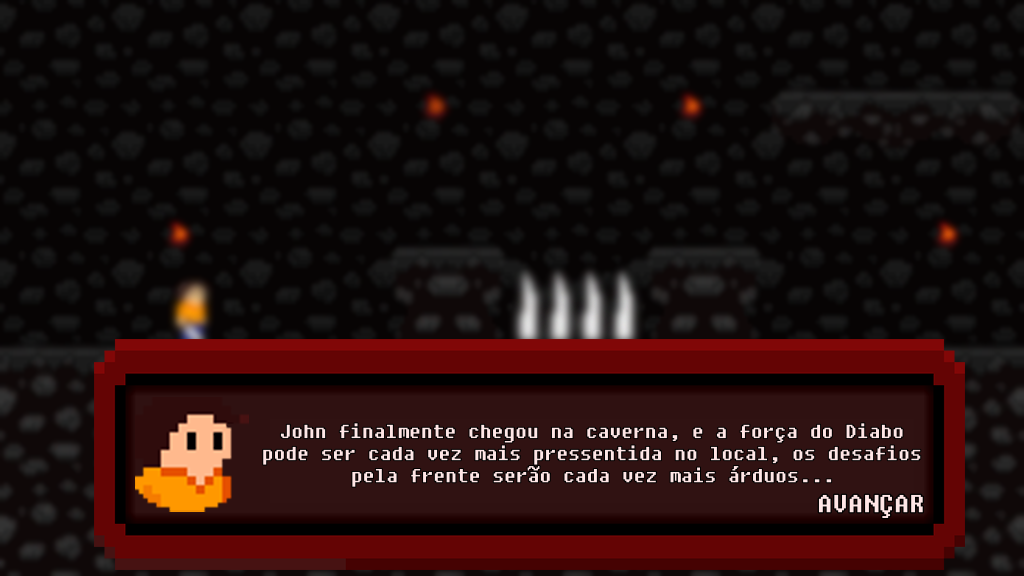 John finalmente chegou na caverna, e a força do Diabo
pode ser cada vez mais pressentida no local, os desafios
pela frente serão cada vez mais árduos...
AVANÇAR